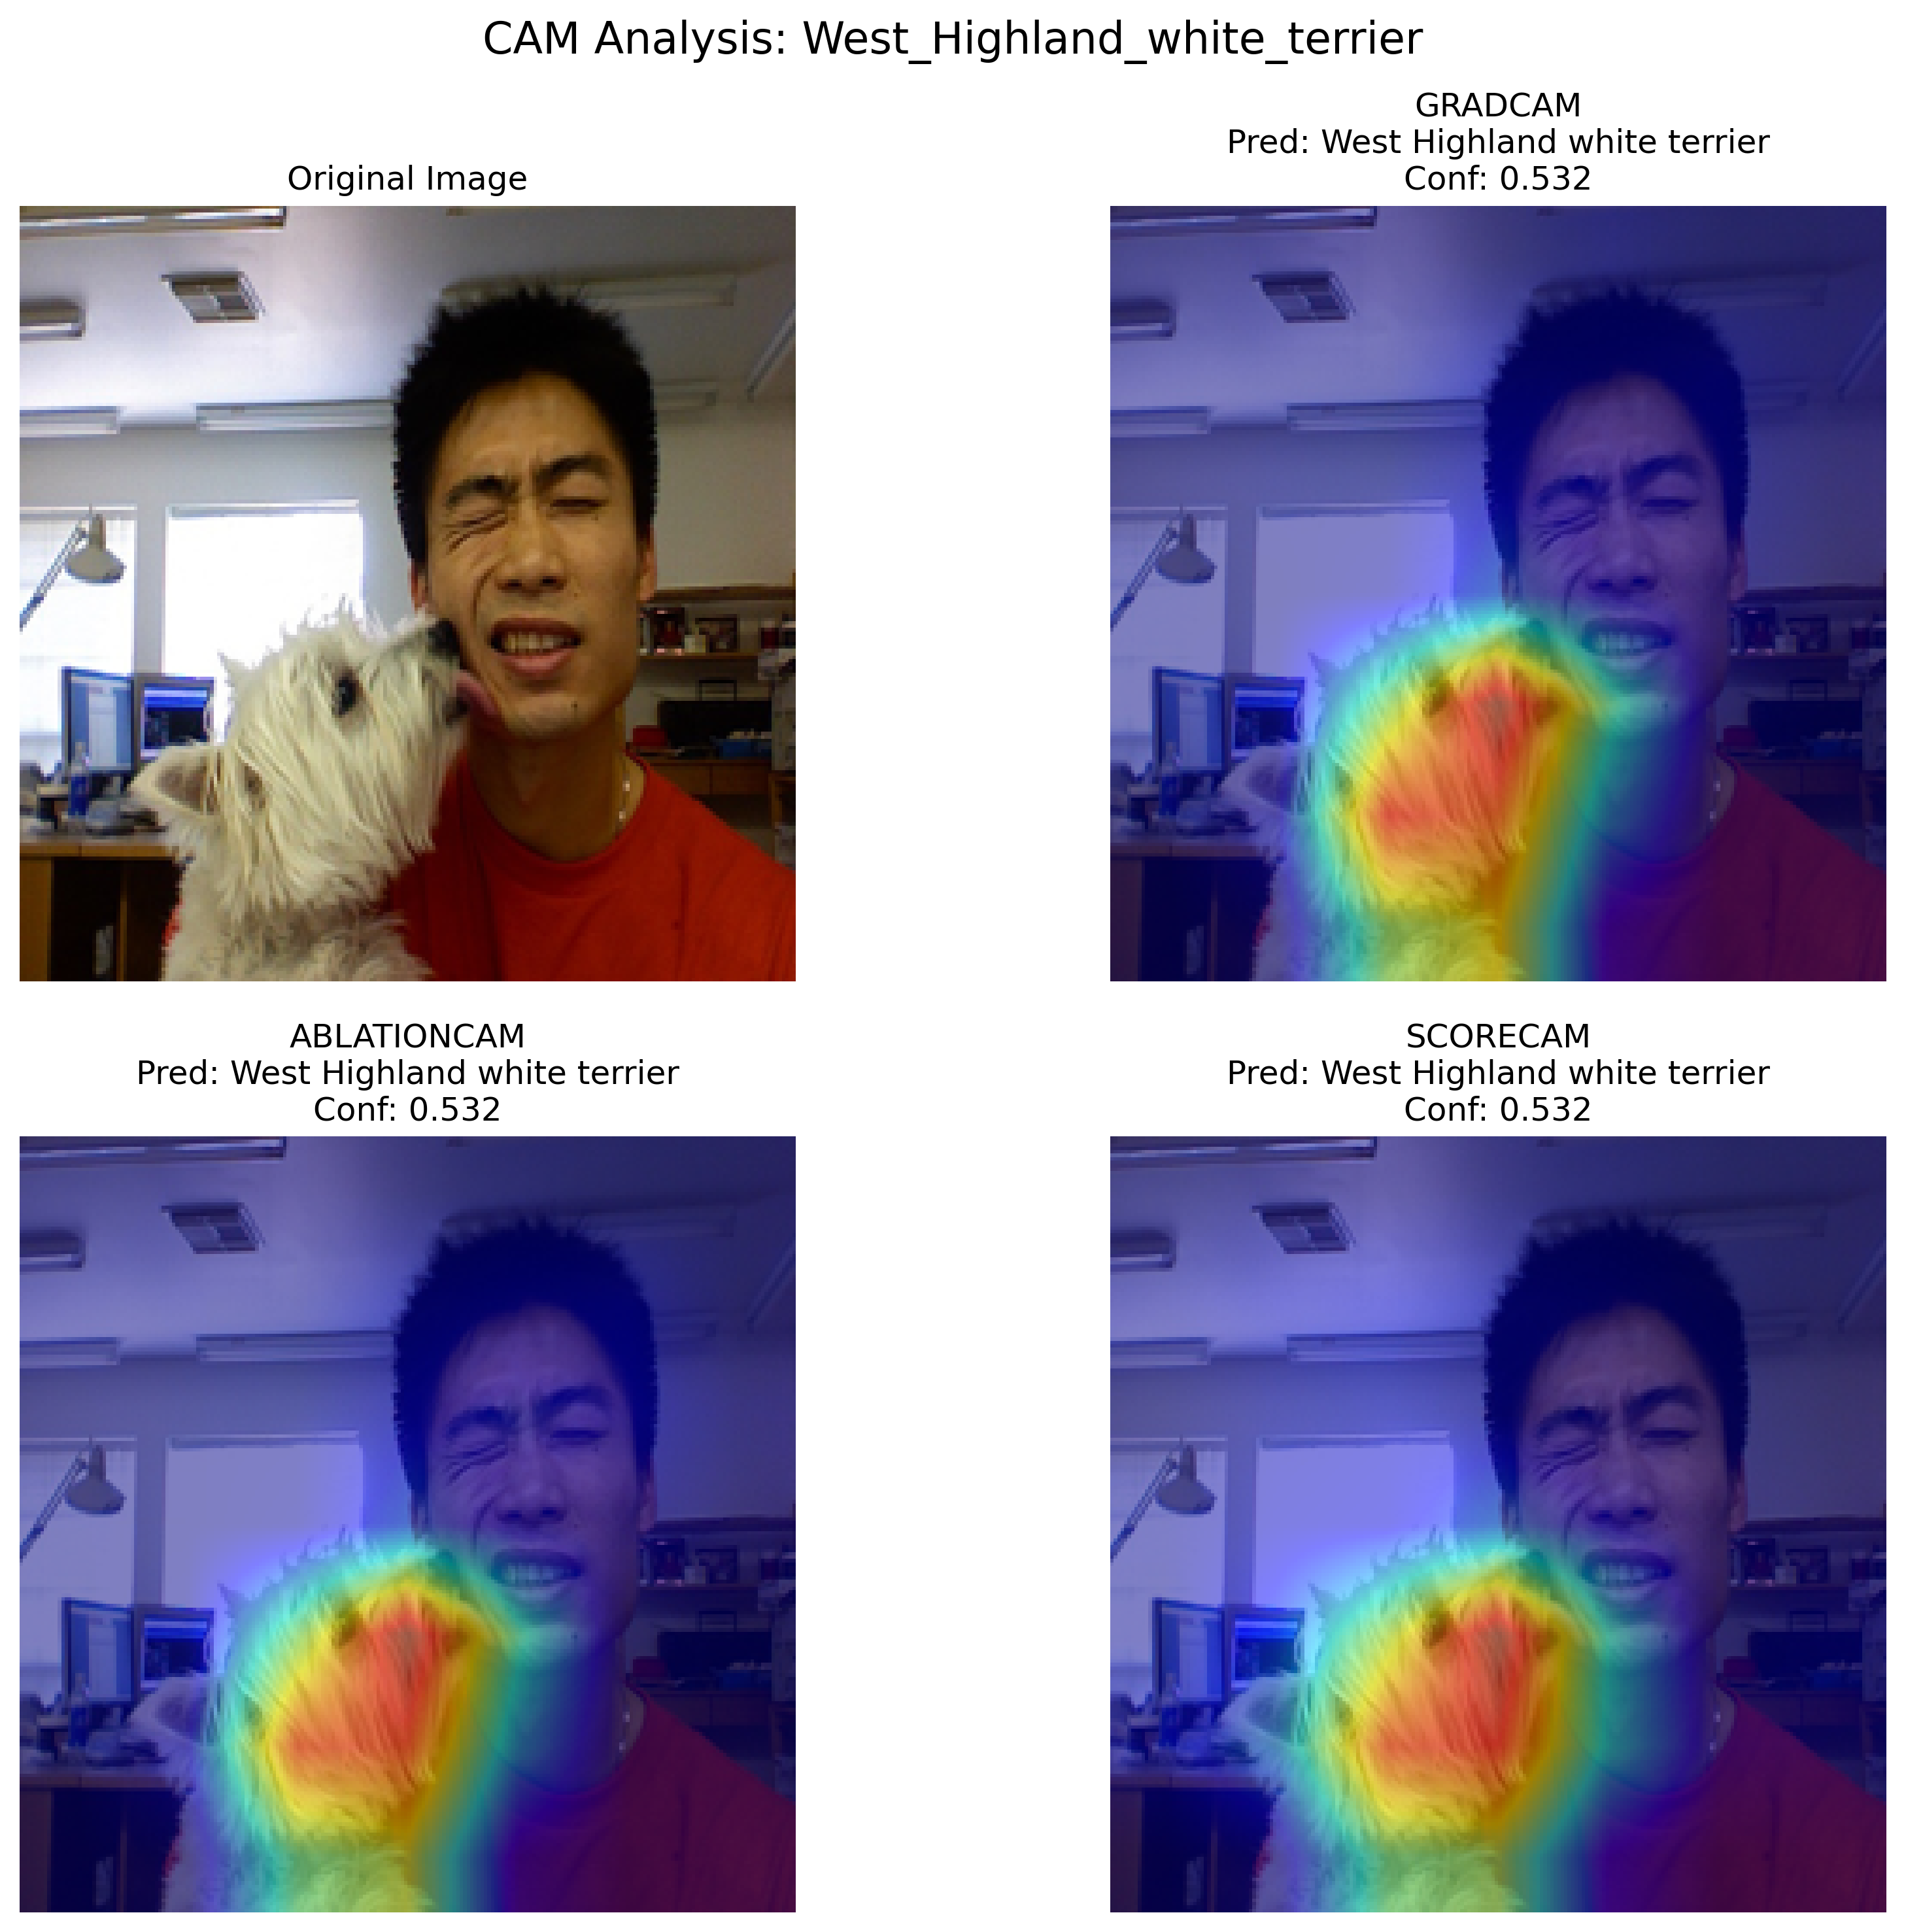 CAM Analysis: West_Highland_white_terrier
Original Image
GRADCAM
Pred: West Highland white terrier
Conf: 0.532
ABLATIONCAM
Pred: West Highland white terrier
Conf: 0.532
SCORECAM
Pred: West Highland white terrier
Conf: 0.532